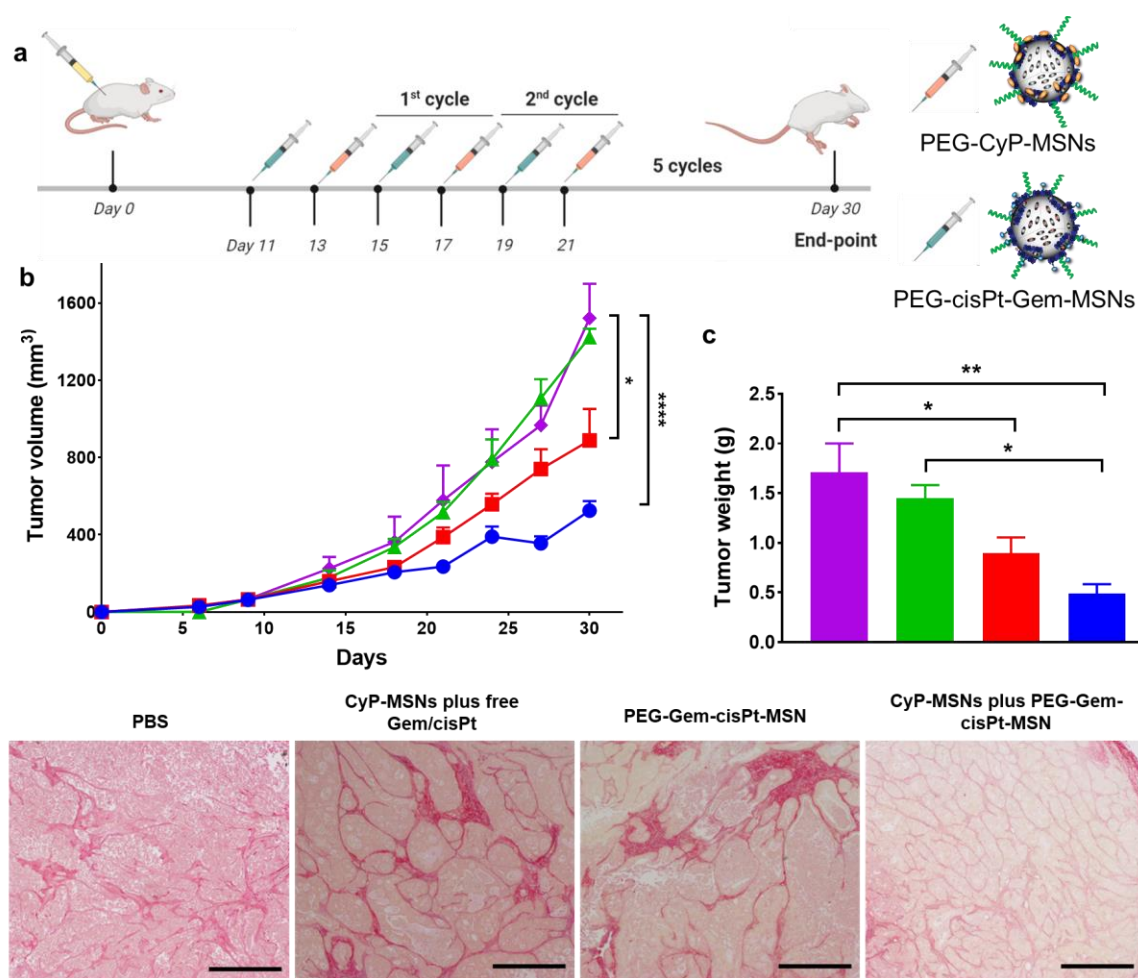 a
1st cycle
2nd cycle
5 cycles
Day 0
Day 11
13
15
17
19
21
Day 30
End-point
PEG-CyP-MSNs
PEG-cisPt-Gem-MSNs
b
Tumor volume (mm3)
1600
1200
800
400
0
0
5
10
15
20
25
30
Days
*
****
c
Tumor weight (g)
2.5
2.0
1.5
1.0
0.5
0.0
**
*
*
PBS
CyP-MSNs plus free
Gem/cisPt
PEG-Gem-cisPt-MSN
CyP-MSNs plus PEG-Gem-
cisPt-MSN